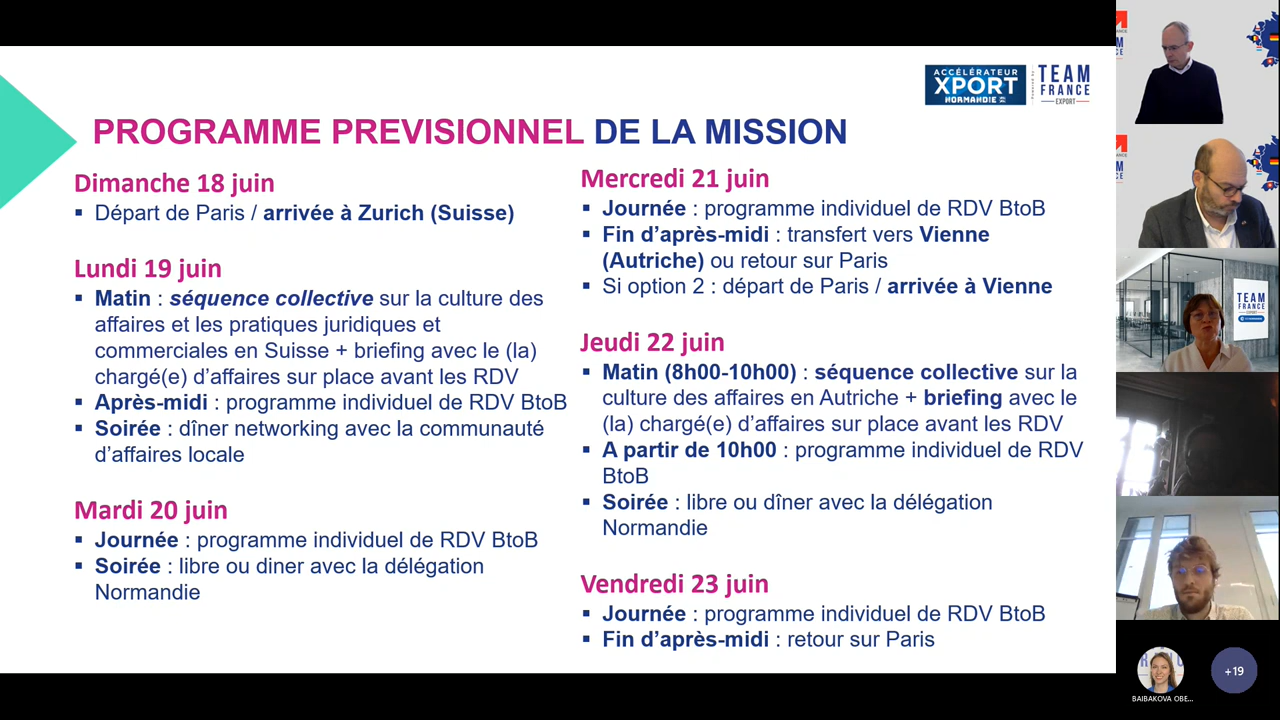 ACCÉLÉRATEUR
XPORT
NORMANDIE
TEAM
FRANCE
EXPORT
PROGRAMME PREVISIONNEL DE LA MISSION
Dimanche 18 juin
▪ Départ de Paris / arrivée à Zurich (Suisse)
Lundi 19 juin
▪ Matin : séquence collective sur la culture des
affaires et les pratiques juridiques et
commerciales en Suisse + briefing avec le (la)
chargé(e) d’affaires sur place avant les RDV
▪ Après-midi : programme individuel de RDV BtoB
▪ Soirée : dîner networking avec la communauté
d’affaires locale
Mardi 20 juin
▪ Journée : programme individuel de RDV BtoB
▪ Soirée : libre ou diner avec la délégation
Normandie
Mercredi 21 juin
▪ Journée : programme individuel de RDV BtoB
▪ Fin d’après-midi : transfert vers Vienne
(Autriche) ou retour sur Paris
▪ Si option 2 : départ de Paris / arrivée à Vienne
Jeudi 22 juin
▪ Matin (8h00-10h00) : séquence collective sur la
culture des affaires en Autriche + briefing avec le
(la) chargé(e) d’affaires sur place avant les RDV
▪ A partir de 10h00 : programme individuel de RDV
BtoB
▪ Soirée : libre ou dîner avec la délégation
Normandie
Vendredi 23 juin
▪ Journée : programme individuel de RDV BtoB
▪ Fin d’après-midi : retour sur Paris
TEAM
FRANCE
EXPORT
BAIBAKOVA OBE...
+19